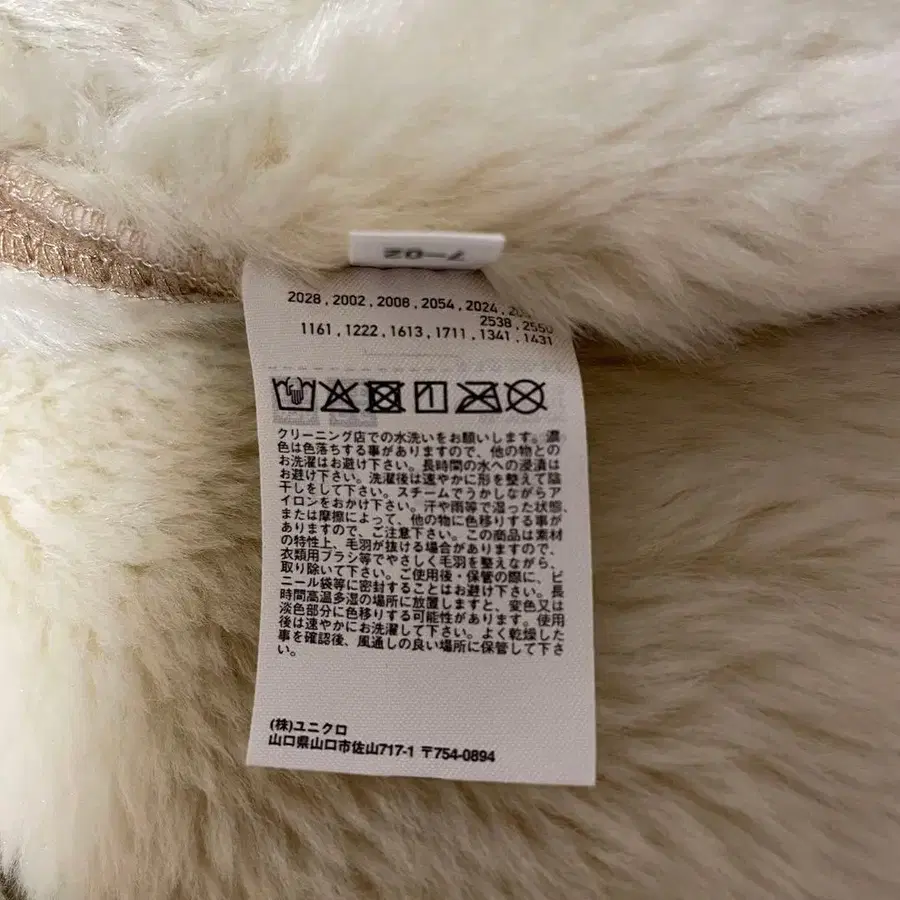 7-02
2028 , 2002 , 2008 , 2054 , 2024 ,
2538 , 2550
1161 , 1222 , 1613 , 1711 , 1341 , 1431
クリーニング店での水洗いをお願いします。濃
色は色落ちする事がありますので、他の物との
お洗濯はお避け下さい。長時間の水への浸漬は
お避け下さい。洗濯後は速やかに形を整えて陰
干しをして下さい。スチームでうかしながらア
イロンをおかけ下さい。汗や雨等で湿った状態、
または摩擦によって、他の物に色移りする事が
ありますので、ご注意下さい。この商品は素材
の特性上、毛羽が抜ける場合がありますので、
衣類用ブラシ等でやさしく毛羽を整えながら、
取り除いて下さい。ご使用後・保管の際に、ビ
ニール袋等に密封することはお避け下さい。長
時間高温多湿の場所に放置しますと、変色又は
淡色部分に色移りする可能性があります。使用
後は速やかにお洗濯して下さい。よく乾燥した
事を確認後、風通しの良い場所に保管して下さ
い。
(株)ユニクロ
山口県山口市佐山717-1 〒754-0894